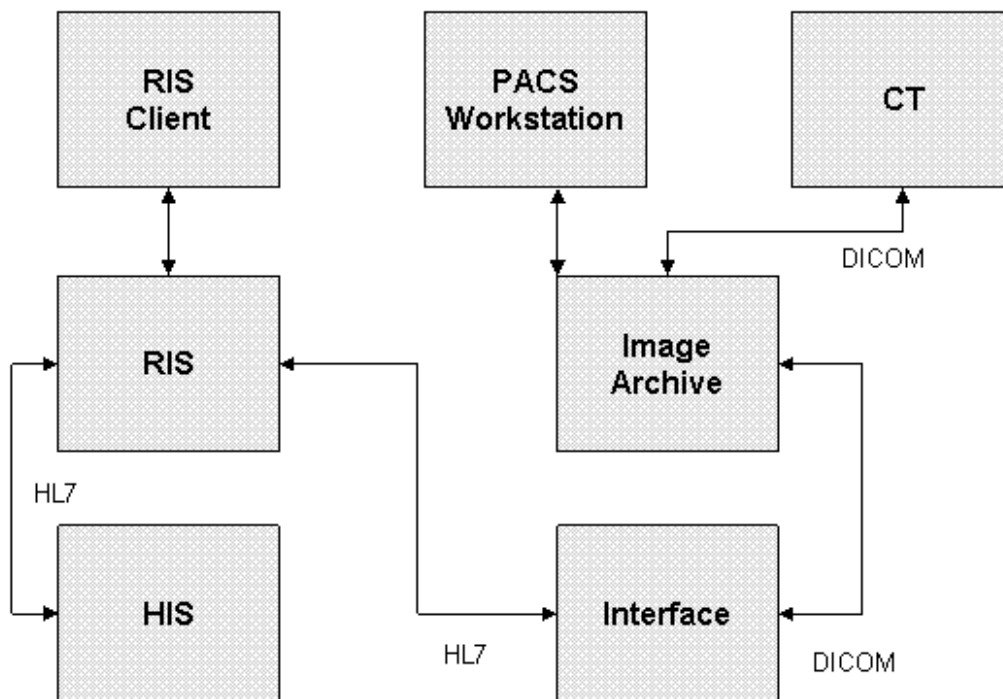 RIS
Client
PACS
Workstation
CT
DICOM
RIS
Image
Archive
HL7
HIS
Interface
HL7
DICOM